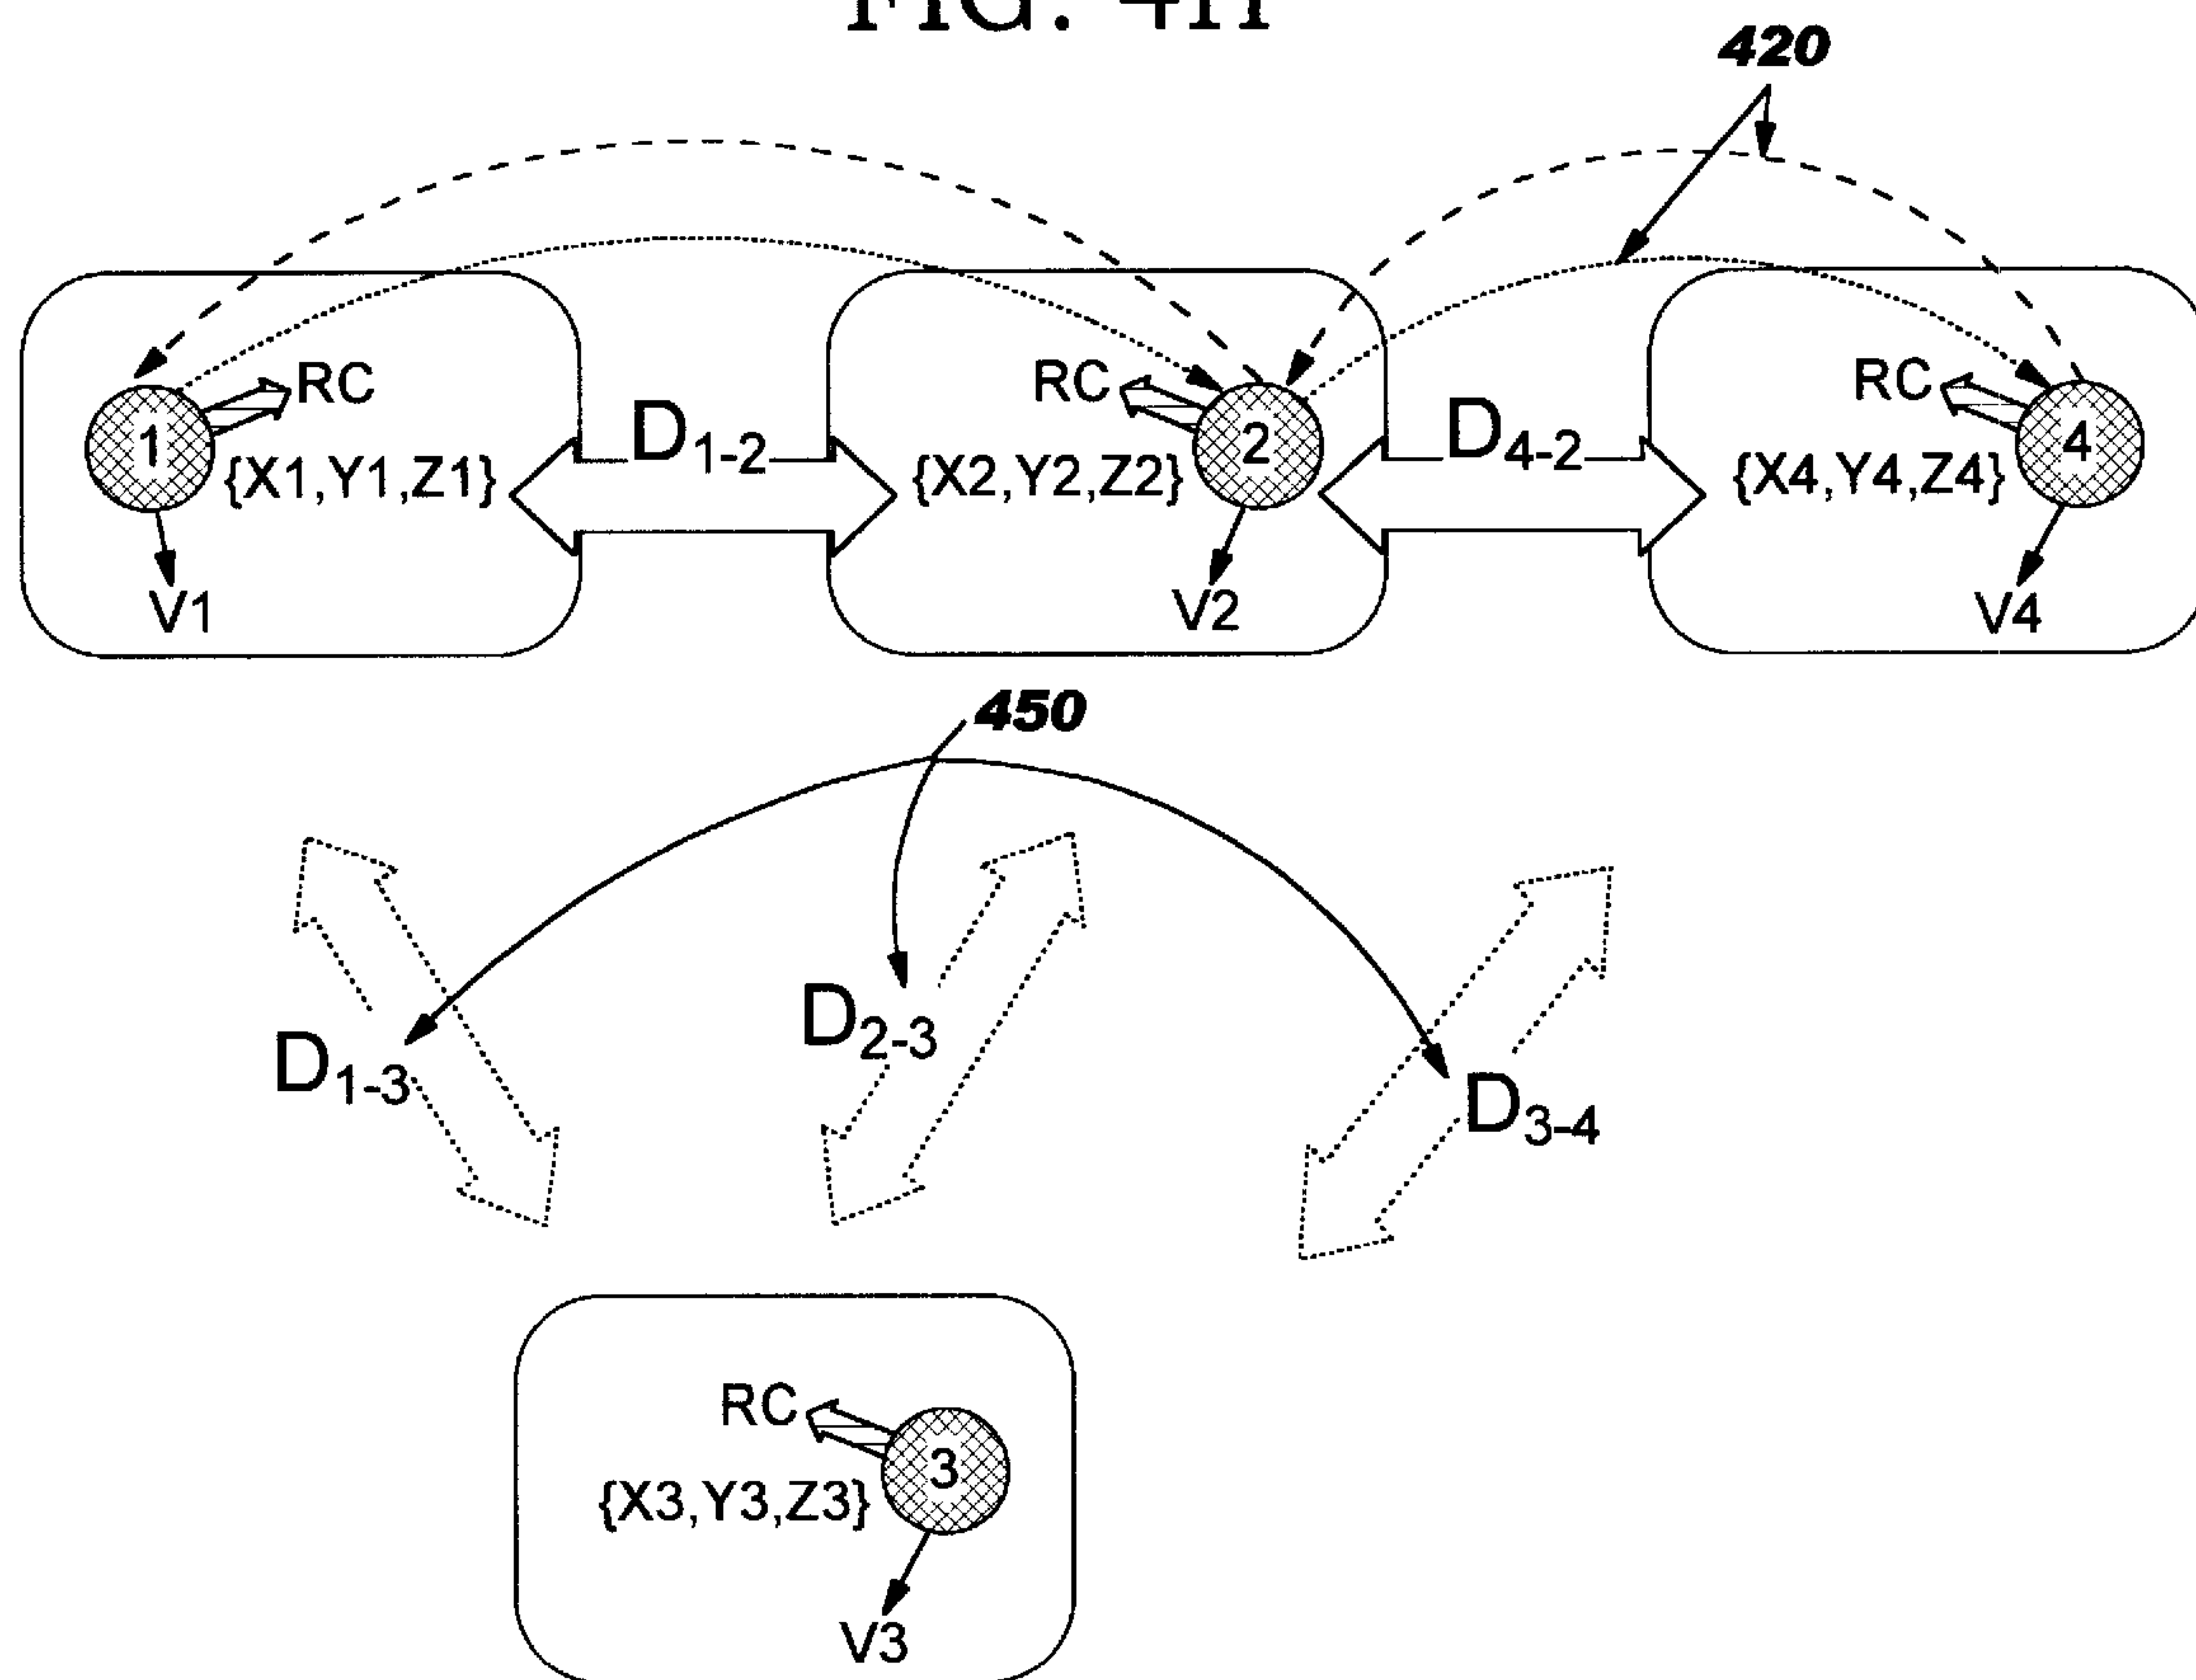 FIG. 4H
420
RC
RC
RC
1
D1-2
2
D4-2
4
{X1,Y1,Z1}
{X2,Y2,Z2}
{X4,Y4,Z4}
V1
V2
V4
450
D1-3
D2-3
D3-4
RC
3
{X3,Y3,Z3}
V3